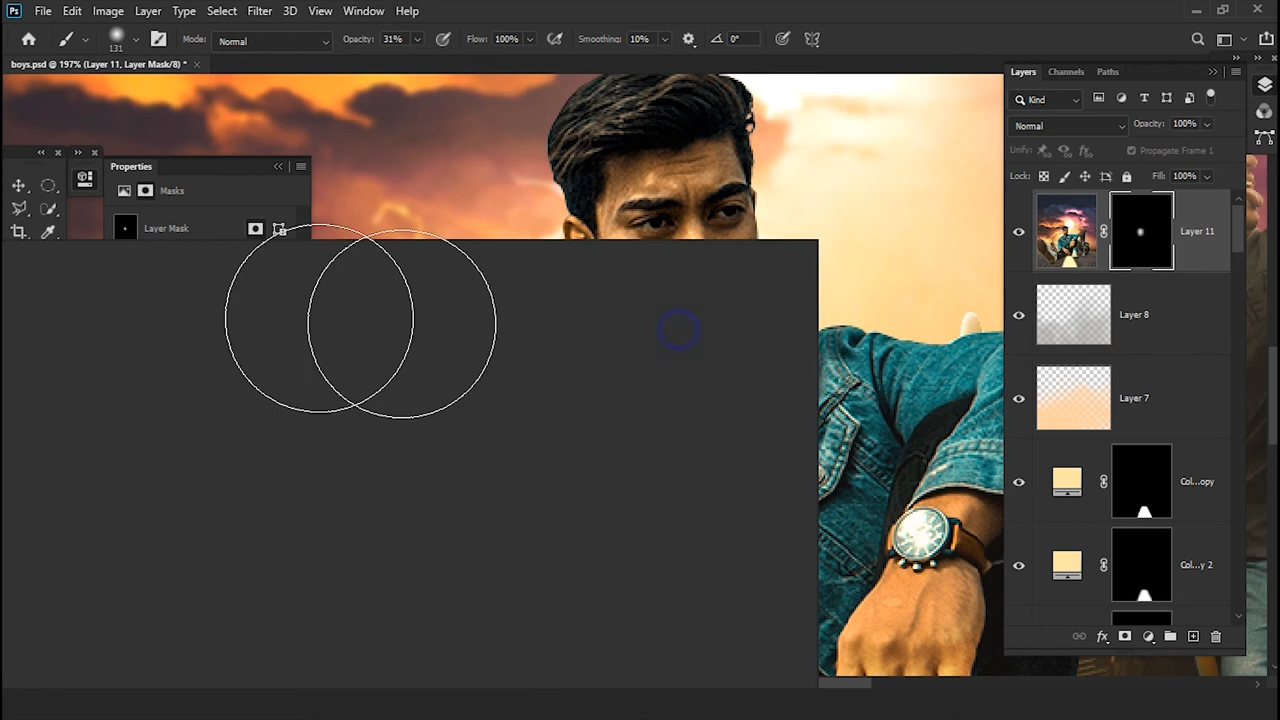 Ps File Edit Image Layer Type Select Filter 3D View Window Help
131 Mode: Normal Opacity: 31% Flow: 100% Smoothing: 10% 0°
boys.psd @ 197% (Layer 11, Layer Mask/8) *
Layers Channels Paths
Kind
Normal Opacity: 100%
Unify: Propagate Frame 1
Lock: Fill: 100%
Properties
Masks
Layer Mask
Layer 11
Layer 8
Layer 7
Col...opy
Col...y 2
fx